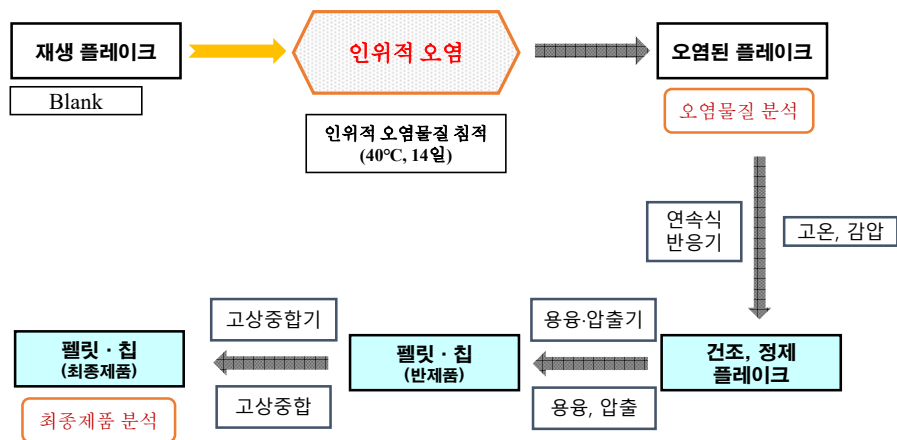 재생 플레이크
Blank
인위적 오염
인위적 오염물질 침적
(40℃, 14일)
오염된 플레이크
오염물질 분석
연속식
반응기
고온, 감압
건조, 정제
플레이크
용융·압출기
용융, 압출
펠릿 · 칩
(반제품)
고상중합기
고상중합
펠릿 · 칩
(최종제품)
최종제품 분석